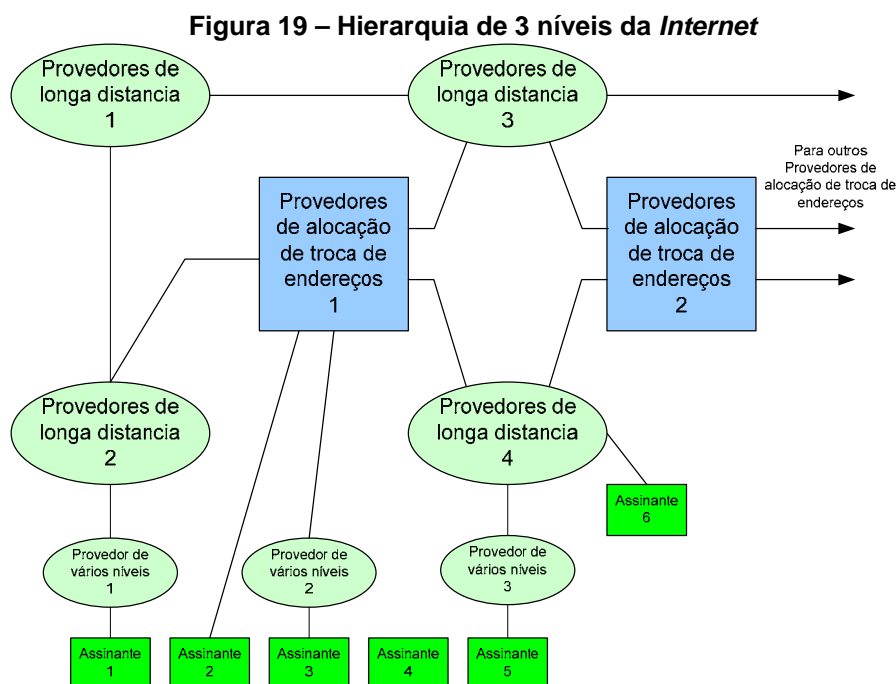 Figura 19 – Hierarquia de 3 níveis da Internet
Provedores de
longa distancia
1
Provedores de
longa distancia
3
Para outros
Provedores de
alocação de troca de
endereços
Provedores
de alocação
de troca de
endereços
1
Provedores
de alocação
de troca de
endereços
2
Provedores de
longa distancia
2
Provedores de
longa distancia
4
Assinante
6
Provedor de
vários níveis
1
Provedor de
vários níveis
2
Provedor de
vários níveis
3
Assinante
1
Assinante
2
Assinante
3
Assinante
4
Assinante
5